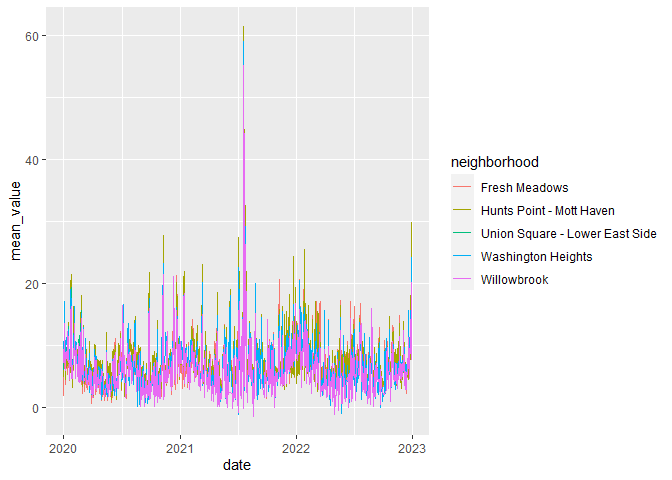 60
40
20
0
mean_value
2020
2021
2022
2023
date
neighborhood
Fresh Meadows
Hunts Point - Mott Haven
Union Square - Lower East Side
Washington Heights
Willowbrook